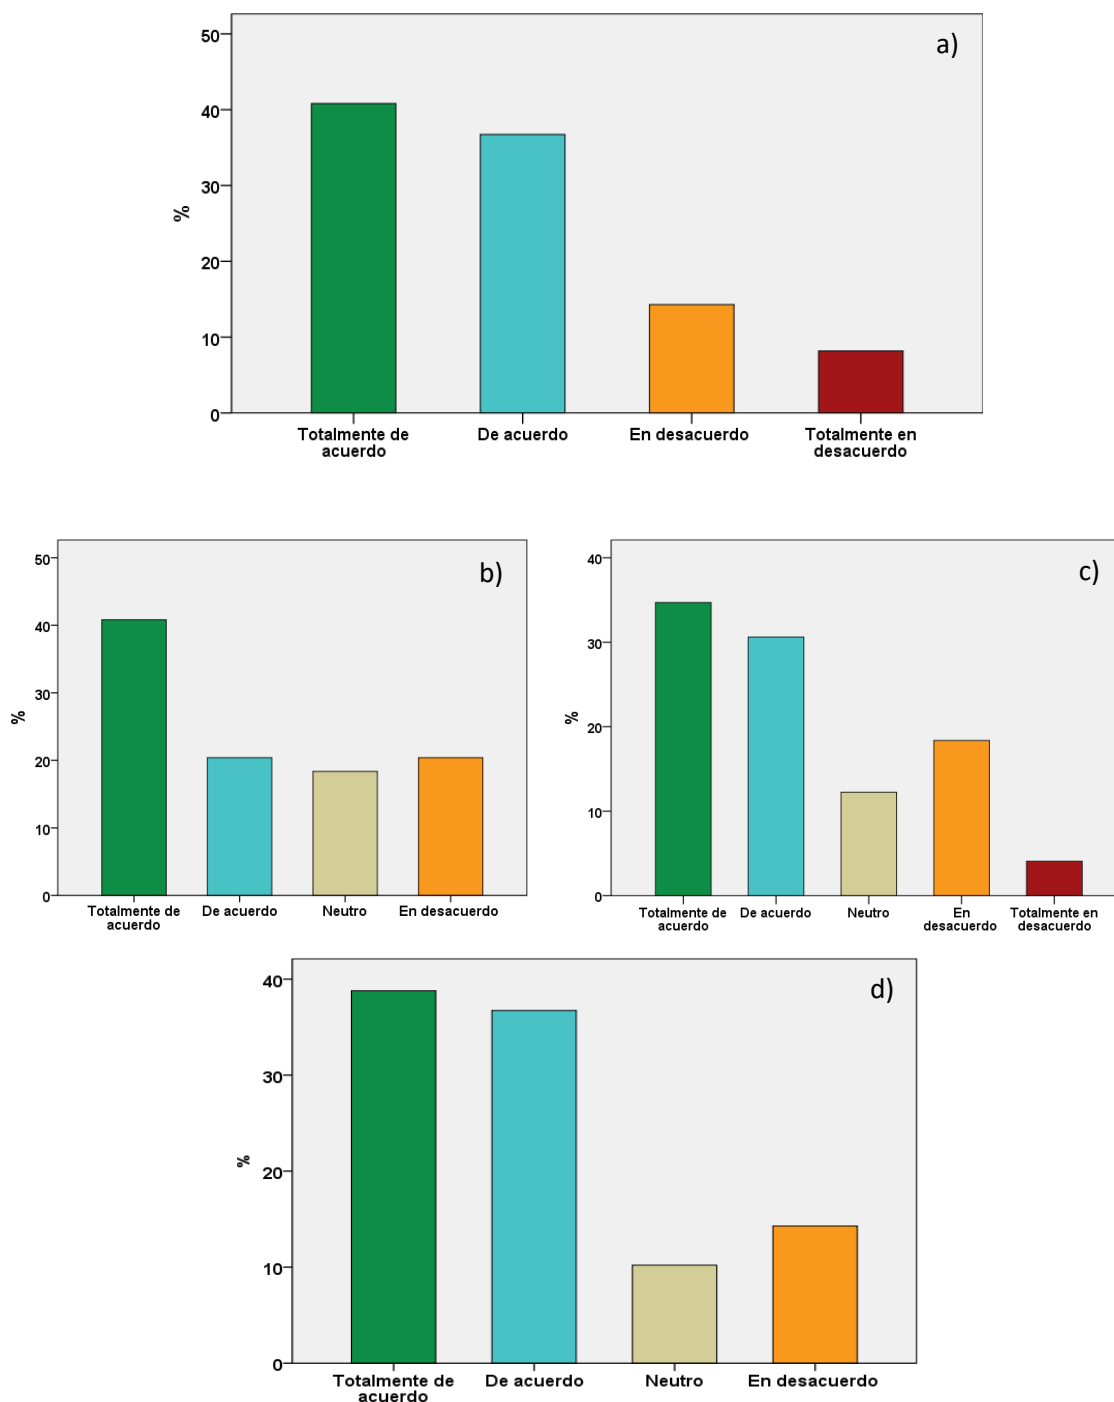 a)
50
40
30
20
10
0
%
Totalmente de
acuerdo
De acuerdo
En desacuerdo
Totalmente en
desacuerdo
b)
50
40
30
20
10
0
%
Totalmente de
acuerdo
De acuerdo
Neutro
En desacuerdo
c)
40
30
20
10
0
%
Totalmente de
acuerdo
De acuerdo
Neutro
En
desacuerdo
Totalmente en
desacuerdo
d)
40
30
20
10
0
%
Totalmente de
acuerdo
De acuerdo
Neutro
En desacuerdo